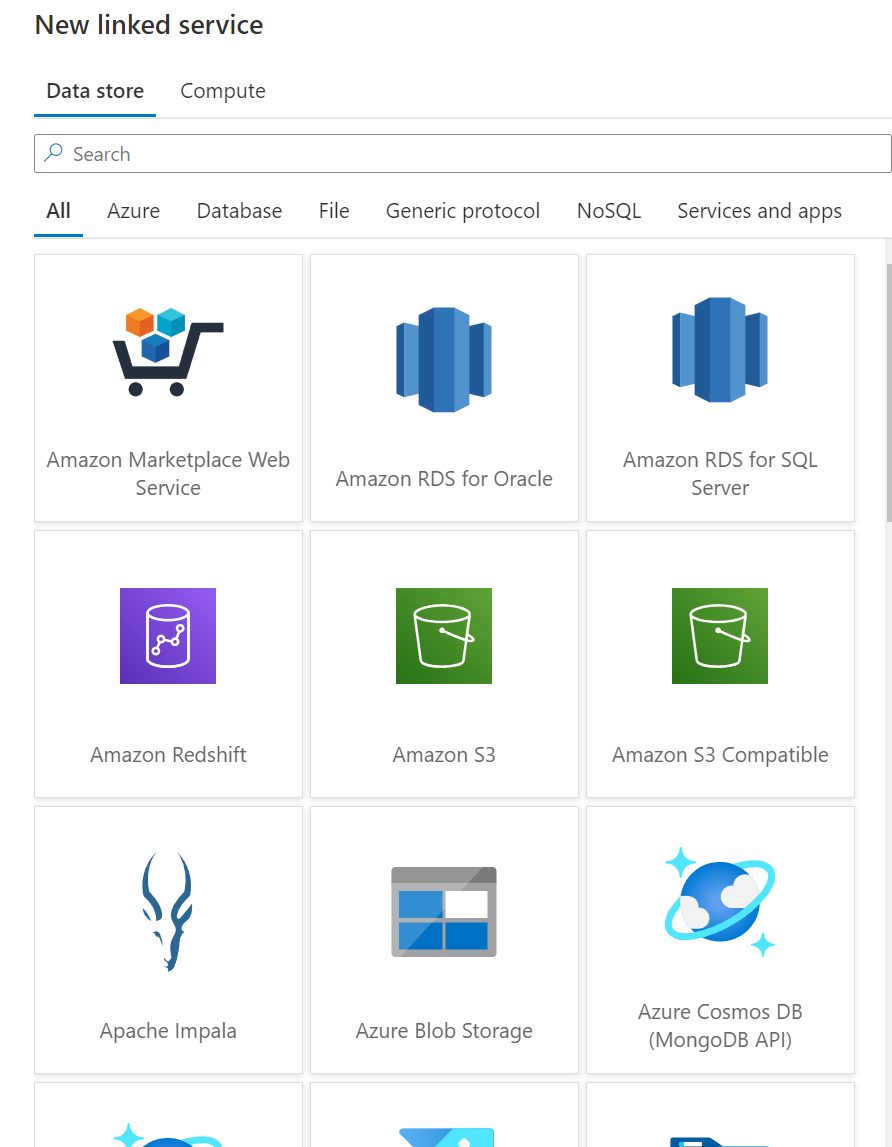 New linked service
Data store
Compute
Search
All
Azure
Database
File
Generic protocol
NoSQL
Services and apps
Amazon Marketplace Web
Service
Amazon RDS for Oracle
Amazon RDS for SQL
Server
Amazon Redshift
Amazon S3
Amazon S3 Compatible
Apache Impala
Azure Blob Storage
Azure Cosmos DB
(MongoDB API)